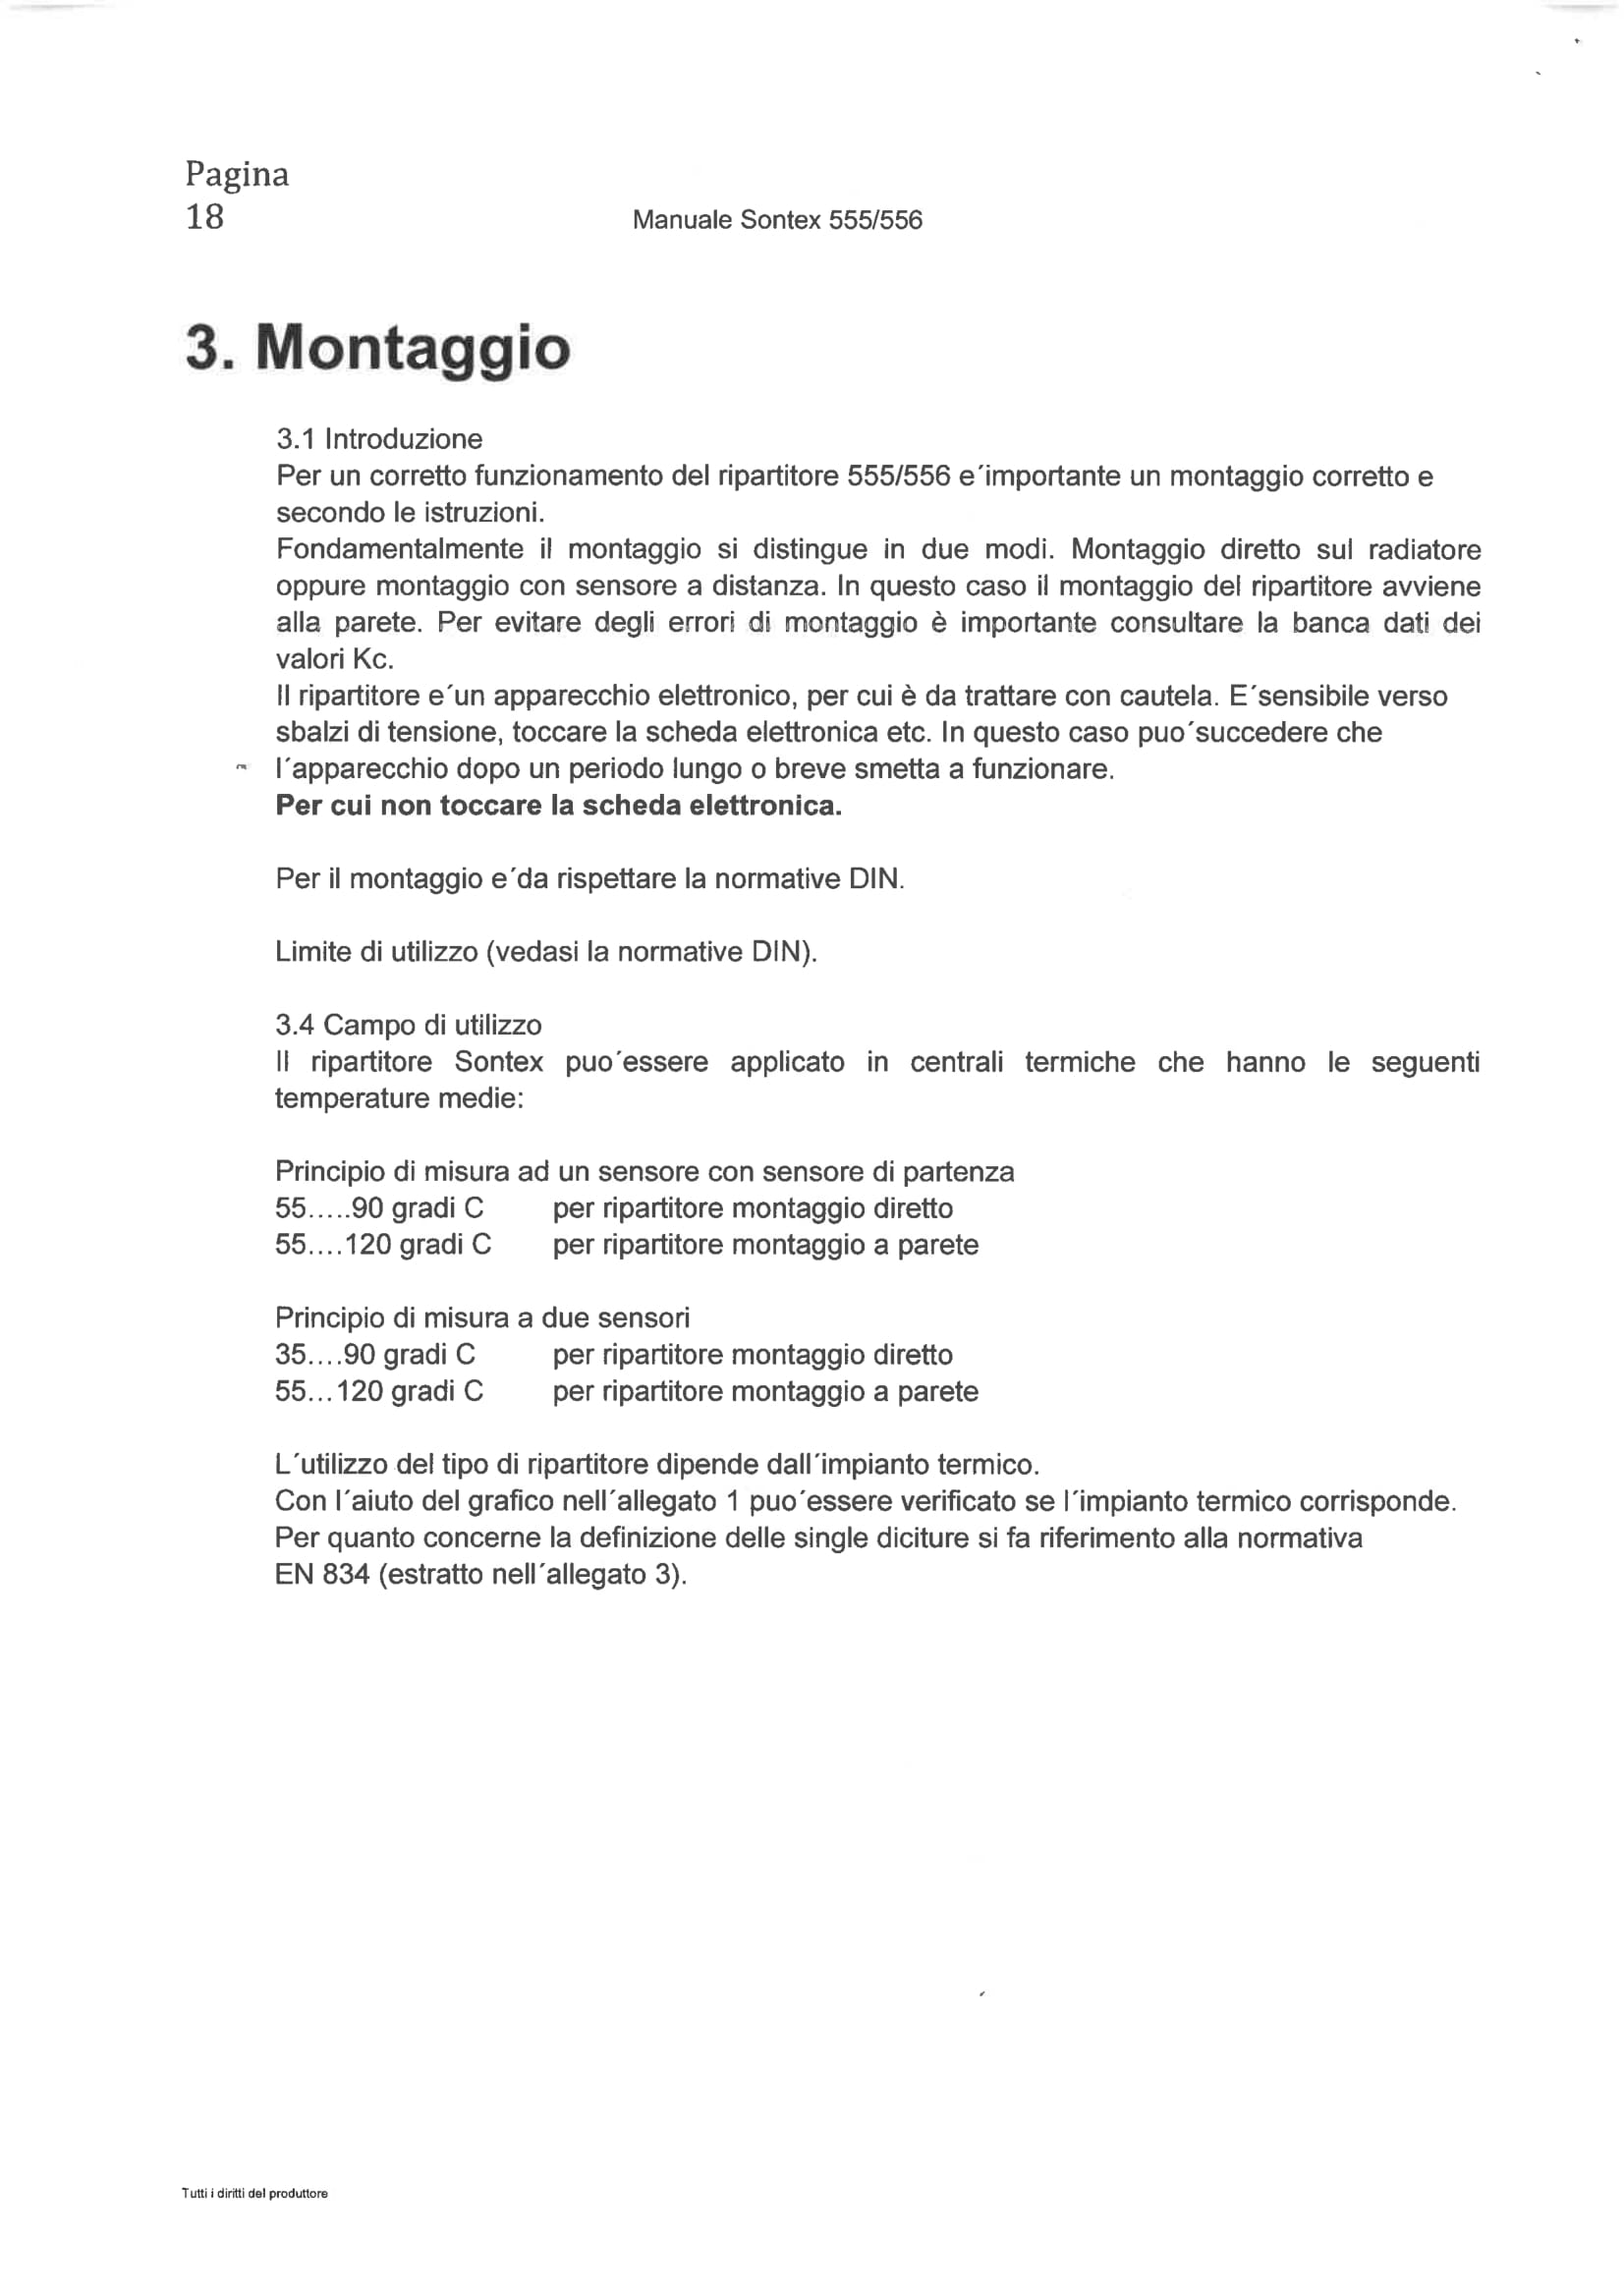 Pagina
18
Manuale Sontex 555/556
3. Montaggio
3.1 Introduzione
Per un corretto funzionamento del ripartitore 555/556 e´importante un montaggio corretto e
secondo le istruzioni.
Fondamentalmente il montaggio si distingue in due modi. Montaggio diretto sul radiatore
oppure montaggio con sensore a distanza. In questo caso il montaggio del ripartitore avviene
alla parete. Per evitare degli errori di montaggio è importante consultare la banca dati dei
valori Kc.
Il ripartitore e´un apparecchio elettronico, per cui è da trattare con cautela. E´sensibile verso
sbalzi di tensione, toccare la scheda elettronica etc. In questo caso puo´succedere che
l´apparecchio dopo un periodo lungo o breve smetta a funzionare.
Per cui non toccare la scheda elettronica.
Per il montaggio e´da rispettare la normative DIN.
Limite di utilizzo (vedasi la normative DIN).
3.4 Campo di utilizzo
Il ripartitore Sontex puo´essere applicato in centrali termiche che hanno le seguenti
temperature medie:
Principio di misura ad un sensore con sensore di partenza
55.....90 gradi C per ripartitore montaggio diretto
55....120 gradi C per ripartitore montaggio a parete
Principio di misura a due sensori
35....90 gradi C per ripartitore montaggio diretto
55...120 gradi C per ripartitore montaggio a parete
L´utilizzo del tipo di ripartitore dipende dall´impianto termico.
Con l´aiuto del grafico nell´allegato 1 puo´essere verificato se l´impianto termico corrisponde.
Per quanto concerne la definizione delle single diciture si fa riferimento alla normativa
EN 834 (estratto nell´allegato 3).
Tutti i diritti del produttore